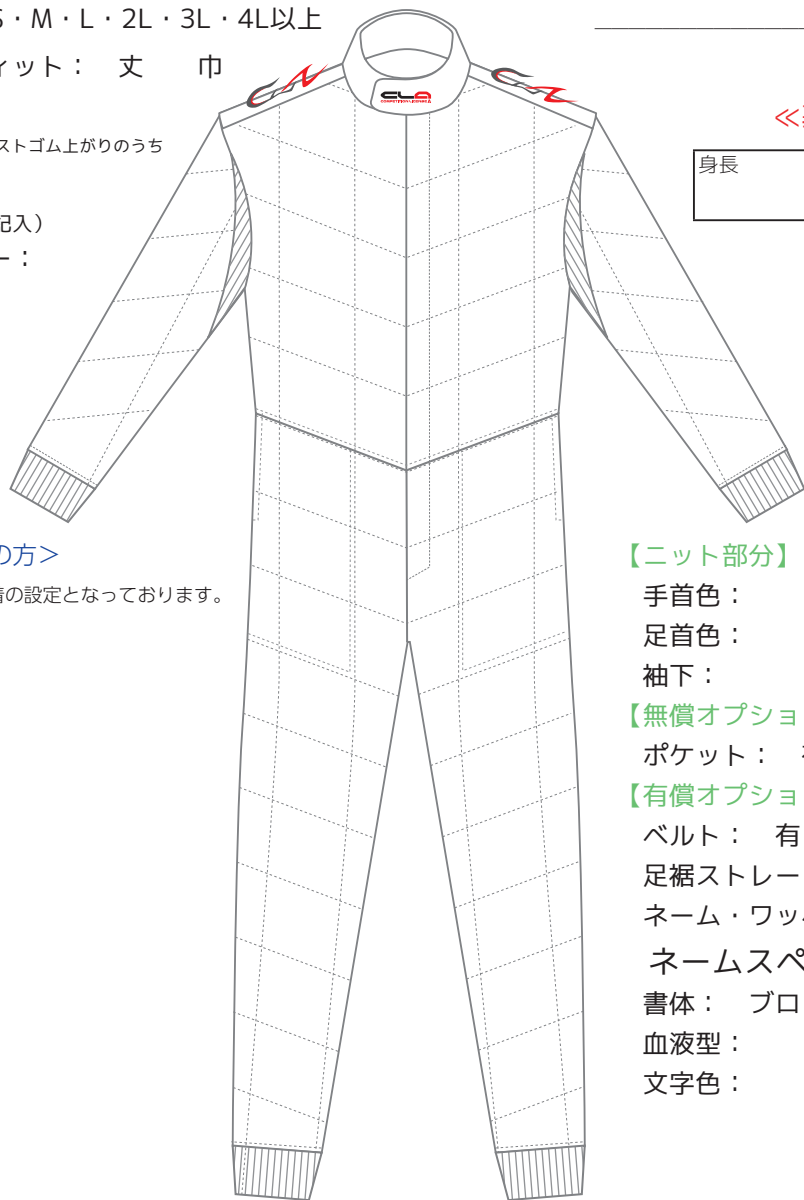 S・M・L・2L・3L・4L以上
ィット： 丈 巾
ストゴム上がりのうち
記入）
ー：
CLA
COMPETITION LICENSE A
≪
身長
の方＞
着の設定となっております。
【ニット部分】
手首色：
足首色：
袖下：
【無償オプショ
ポケット：
【有償オプショ
ベルト： 有
足裾ストレー
ネーム・ワッ
ネームスペ
書体： ブロ
血液型：
文字色：